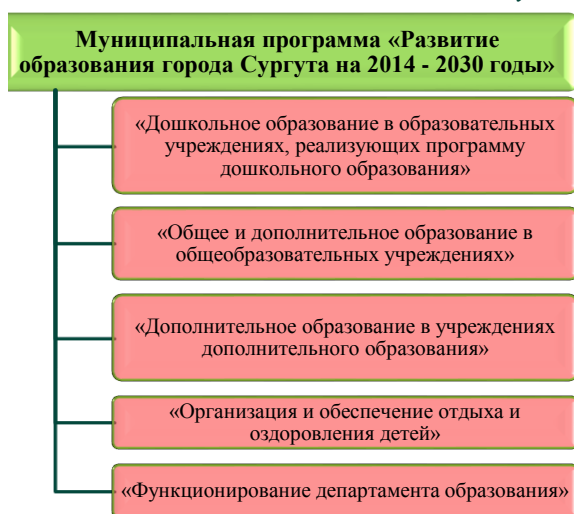 Муниципальная программа «Развитие
образования города Сургута на 2014 - 2030 годы»
«Дошкольное образование в образовательных
учреждениях, реализующих программу
дошкольного образования»
«Общее и дополнительное образование в
общеобразовательных учреждениях»
«Дополнительное образование в учреждениях
дополнительного образования»
«Организация и обеспечение отдыха и
оздоровления детей»
«Функционирование департамента образования»